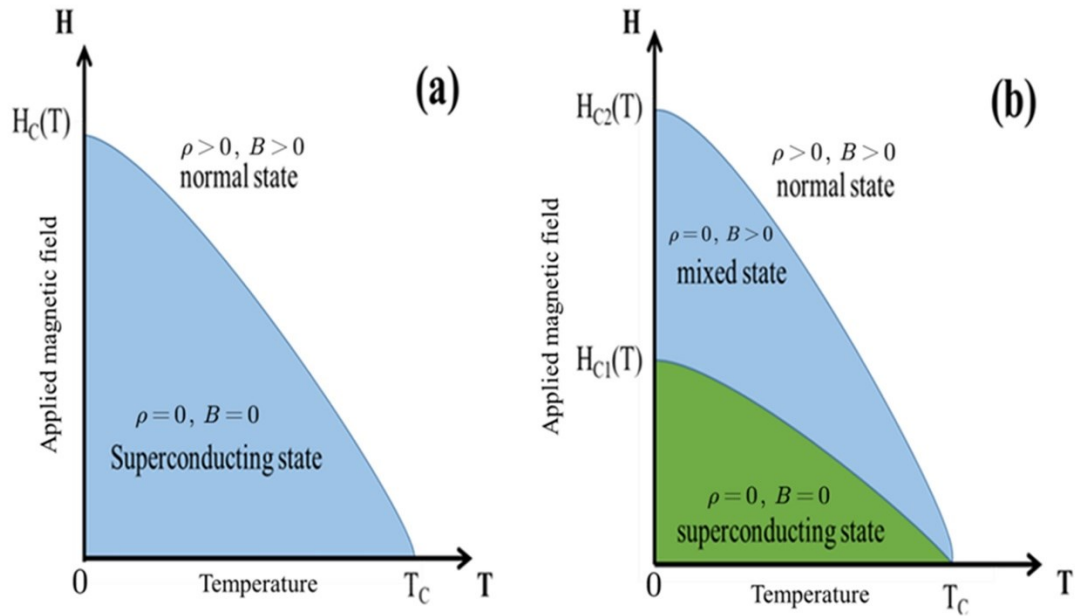 H
(a)
H_C(T)
ρ>0, B>0
normal state
Applied magnetic field
ρ=0, B=0
Superconducting state
0
Temperature
T_C
T
H
(b)
H_C2(T)
ρ>0, B>0
normal state
ρ=0, B>0
mixed state
Applied magnetic field
H_C1(T)
ρ=0, B=0
superconducting state
0
Temperature
T_C
T